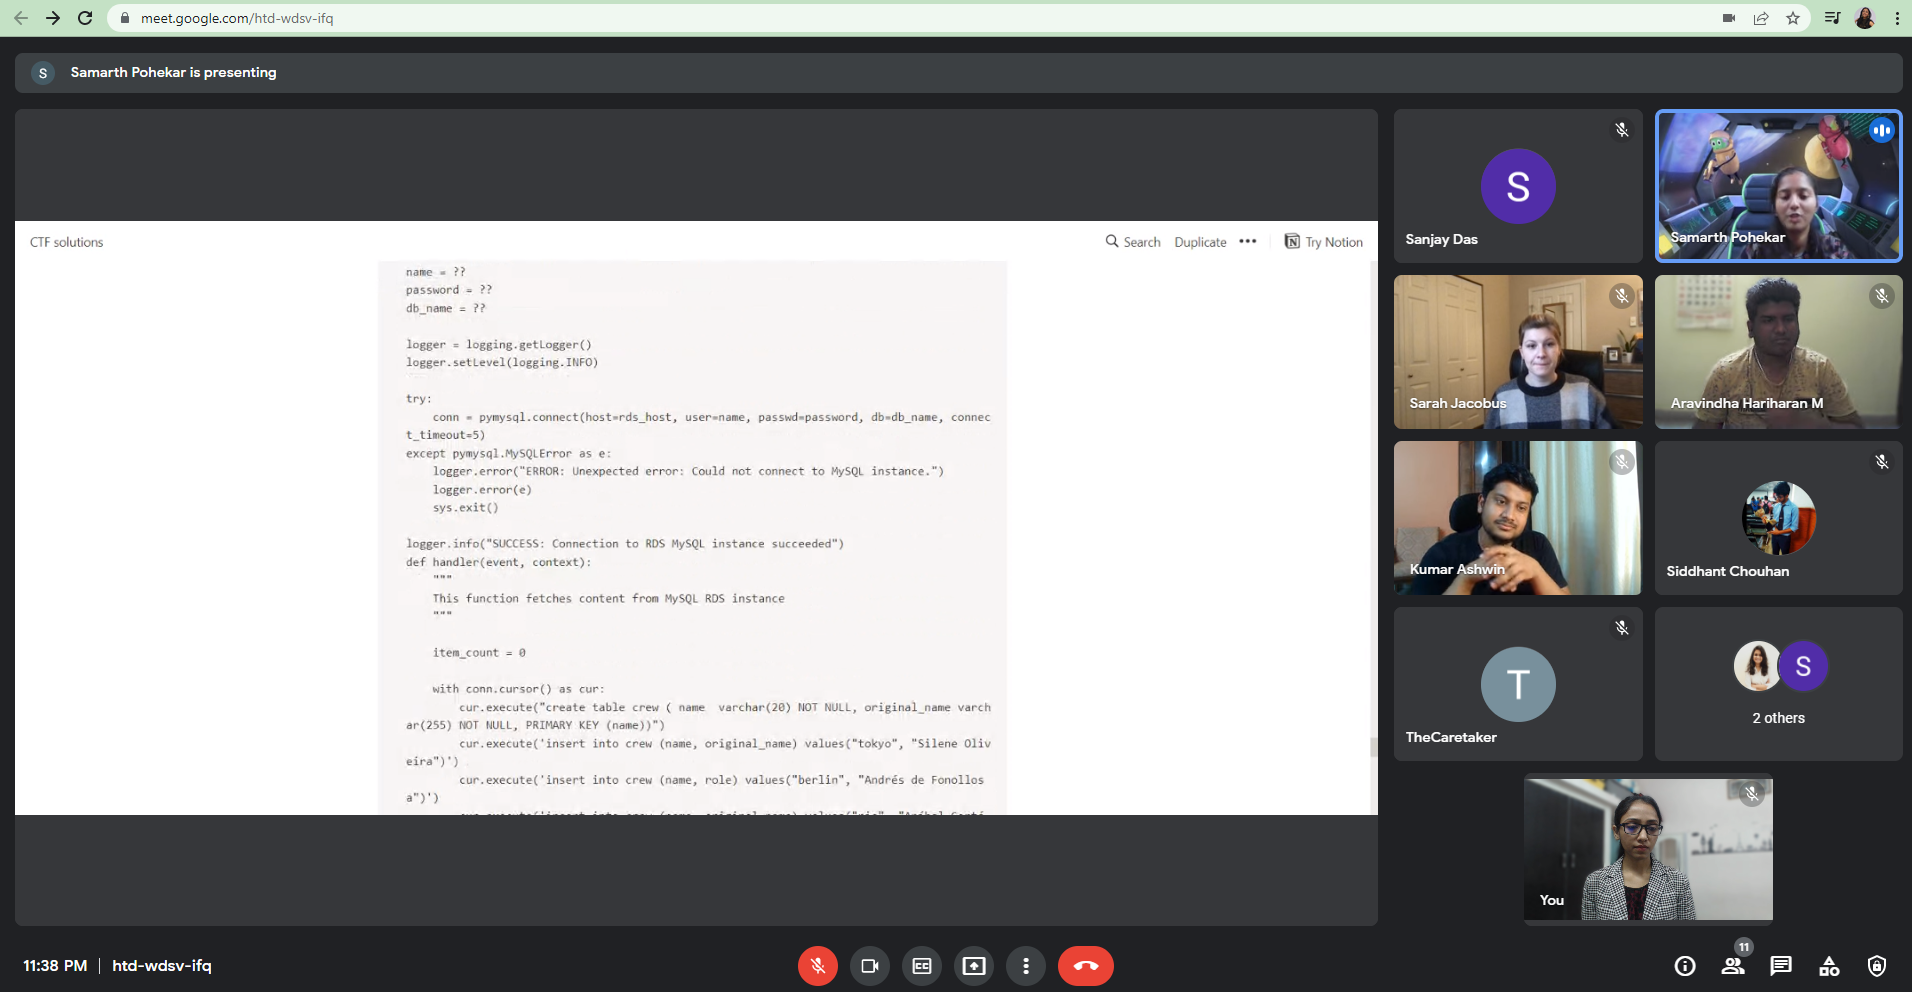 meet.google.com/htd-wdsv-ifq
S
Samarth Pohekar is presenting
CTF solutions
Search
Duplicate
Try Notion
name = ??
password = ??
db_name = ??
logger = logging.getLogger()
logger.setLevel(logging.INFO)
try:
conn = pymysql.connect(host=rds_host, user=name, passwd=password, db=db_name, connec
t_timeout=5)
except pymysql.MySQLError as e:
logger.error("ERROR: Unexpected error: Could not connect to MySQL instance.")
logger.error(e)
sys.exit()
logger.info("SUCCESS: Connection to RDS MySQL instance succeeded")
def handler(event, context):
"""
This function fetches content from MySQL RDS instance
"""
item_count = 0
with conn.cursor() as cur:
cur.execute("create table crew ( name  varchar(20) NOT NULL, original_name varch
ar(255) NOT NULL, PRIMARY KEY (name))")
cur.execute('insert into crew (name, original_name) values("tokyo", "Silene Oliv
eira")')
cur.execute('insert into crew (name, role) values("berlin", "Andrés de Fonollos
a")')
S
Sanjay Das
Samarth Pohekar
Sarah Jacobus
Aravindha Hariharan M
Kumar Ashwin
Siddhant Chouhan
T
TheCaretaker
S
2 others
You
11:38 PM | htd-wdsv-ifq
11